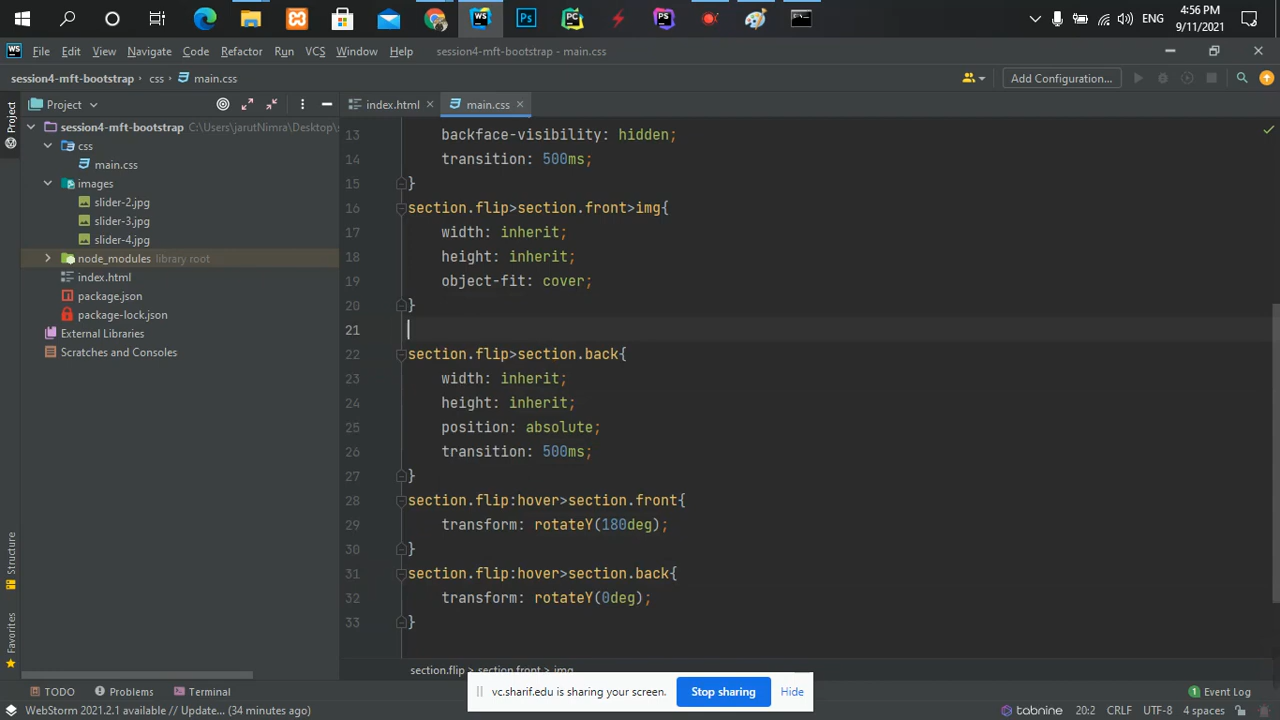 ENG
4:56 PM
9/11/2021
WS
Ps
PC
PS
File Edit View Navigate Code Refactor Run VCS Window Help
session4-mft-bootstrap - main.css
session4-mft-bootstrap > css > main.css
Add Configuration...
Project
index.html
main.css
session4-mft-bootstrap C:\Users\jarutNimra\Desktop\s
css
main.css
images
slider-2.jpg
slider-3.jpg
slider-4.jpg
node_modules library root
index.html
package.json
package-lock.json
External Libraries
Scratches and Consoles
Project
Structure
Favorites
13 backface-visibility: hidden;
14 transition: 500ms;
15 }
16 section.flip>section.front>img{
17 width: inherit;
18 height: inherit;
19 object-fit: cover;
20 }
21
22 section.flip>section.back{
23 width: inherit;
24 height: inherit;
25 position: absolute;
26 transition: 500ms;
27 }
28 section.flip:hover>section.front{
29 transform: rotateY(180deg);
30 }
31 section.flip:hover>section.back{
32 transform: rotateY(0deg);
33 }
section.flip > section.front > img
vc.sharif.edu is sharing your screen. Stop sharing Hide
TODO Problems Terminal Event Log
WebStorm 2021.2.1 available // Update... (34 minutes ago)
tabnine 20:2 CRLF UTF-8 4 spaces